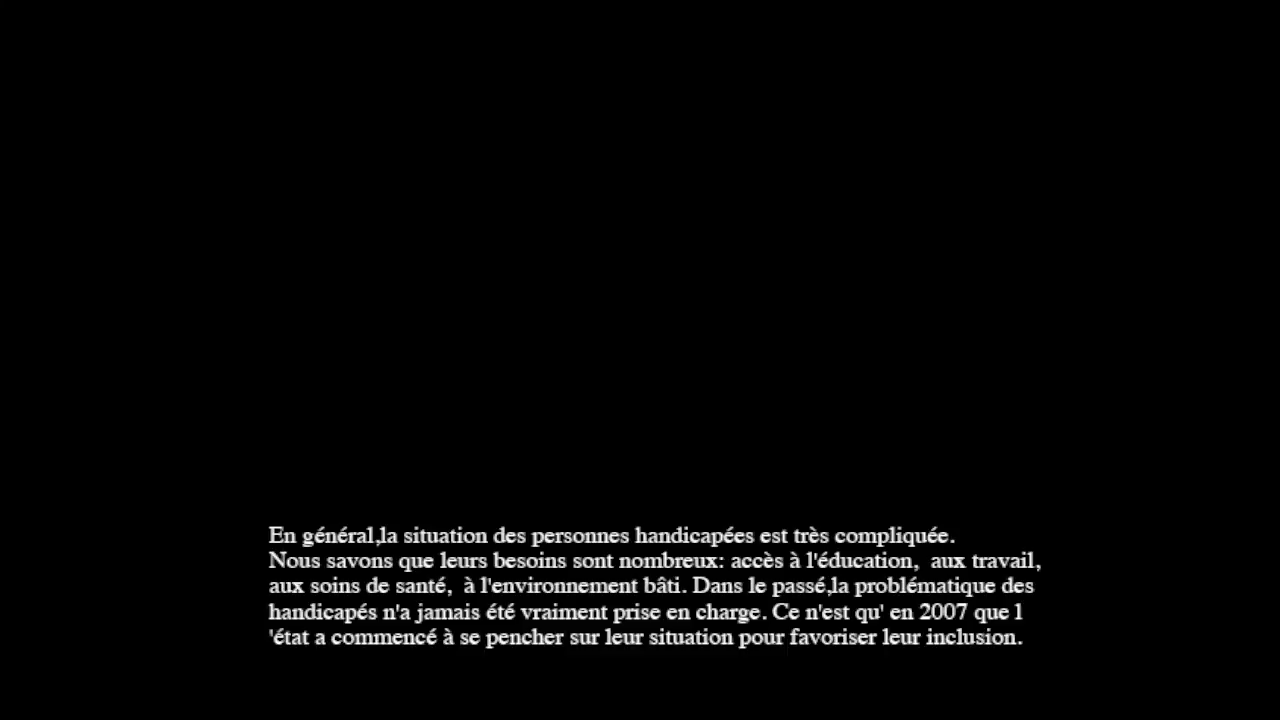 En général,la situation des personnes handicapées est très compliquée.
Nous savons que leurs besoins sont nombreux: accès à l'éducation,  aux travail,
aux soins de santé,  à l'environnement bâti. Dans le passé,la problématique des
handicapés n'a jamais été vraiment prise en charge. Ce n'est qu' en 2007 que l
'état a commencé à se pencher sur leur situation pour favoriser leur inclusion.